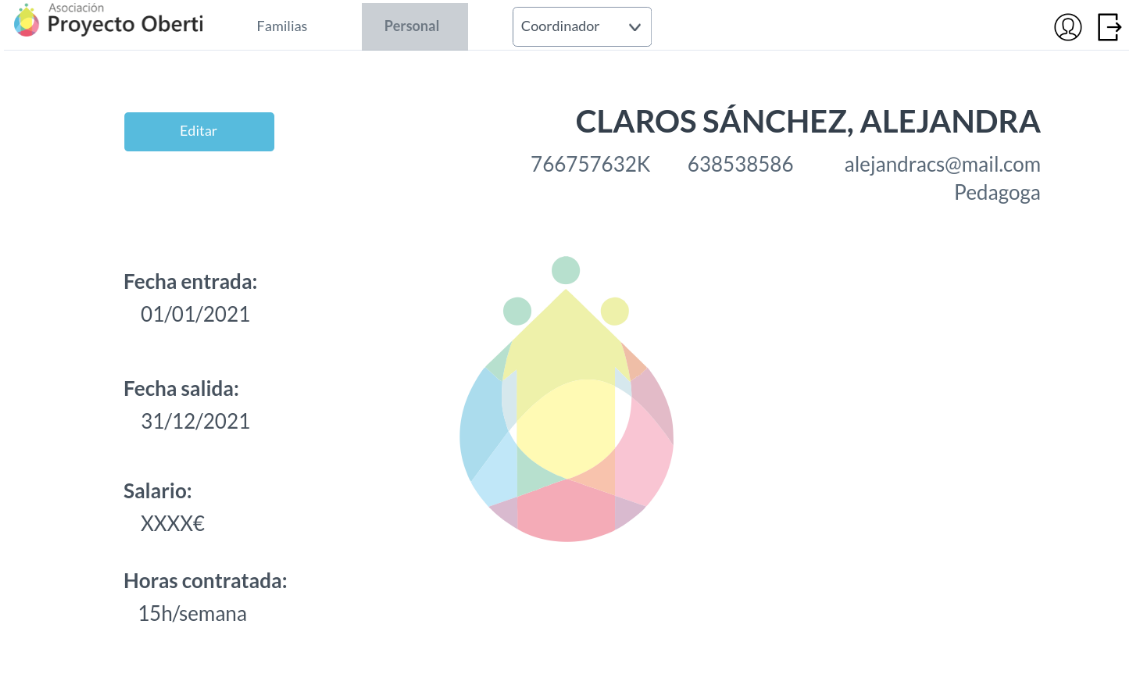 Asociación
Proyecto Oberti
Familias
Personal
Coordinador
Editar
CLAROS SÁNCHEZ, ALEJANDRA
766757632K 638538586 alejandracs@mail.com
Pedagoga
Fecha entrada:
01/01/2021
Fecha salida:
31/12/2021
Salario:
XXXX€
Horas contratada:
15h/semana